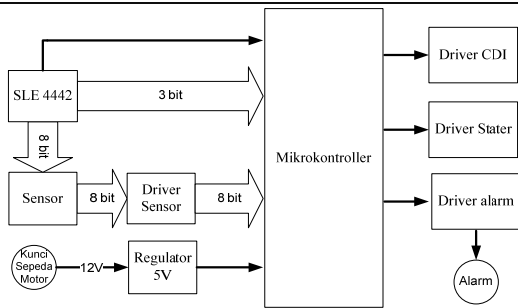 SLE 4442
3 bit
8 bit
Sensor
8 bit
Driver
Sensor
8 bit
Kunci
Sepeda
Motor
12V
Regulator
5V
Mikrokontroller
Driver CDI
Driver Stater
Driver alarm
Alarm